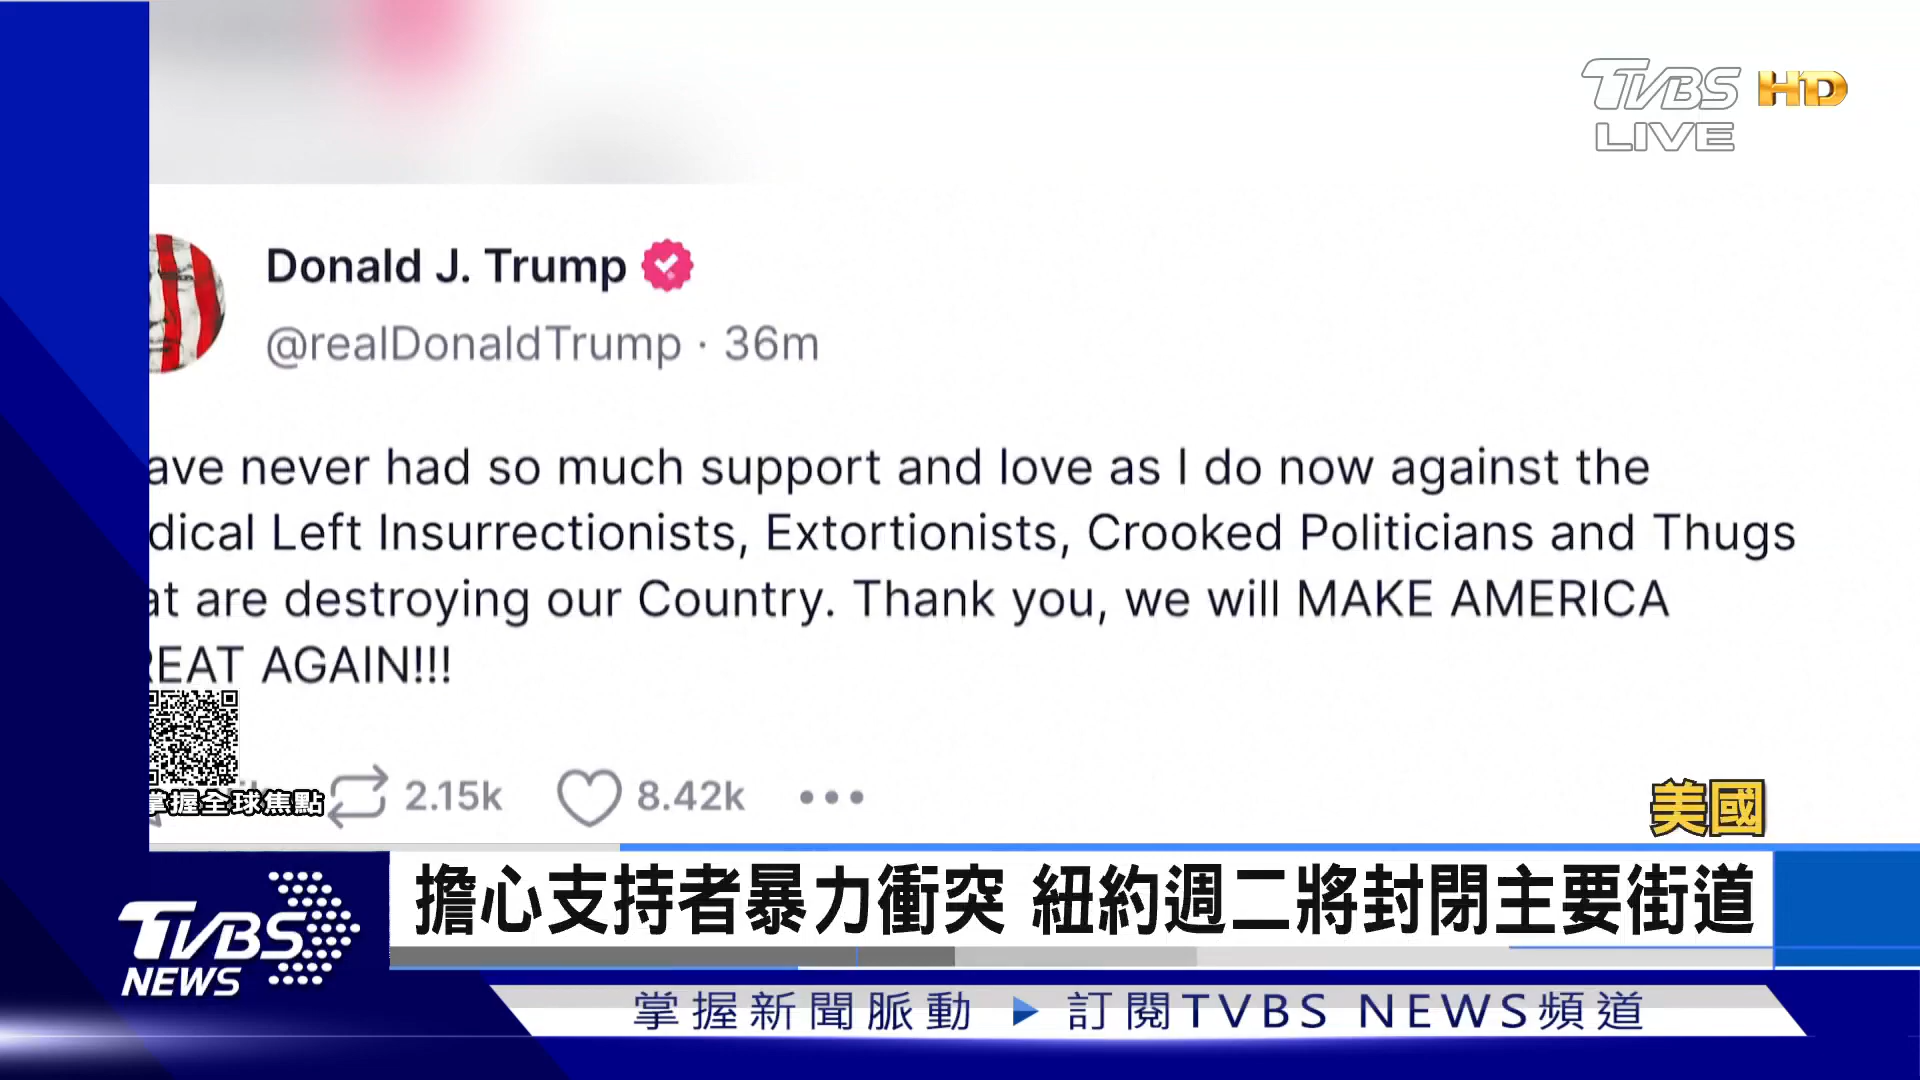 TVBS HD
LIVE
Donald J. Trump
@realDonaldTrump · 36m
ave never had so much support and love as I do now against the
dical Left Insurrectionists, Extortionists, Crooked Politicians and Thugs
at are destroying our Country. Thank you, we will MAKE AMERICA
REAT AGAIN!!!
2.15k 8.42k
掌握全球焦點
美國
擔心支持者暴力衝突 紐約週二將封閉主要街道
TVBS
NEWS
掌握新聞脈動 訂閱TVBS NEWS頻道